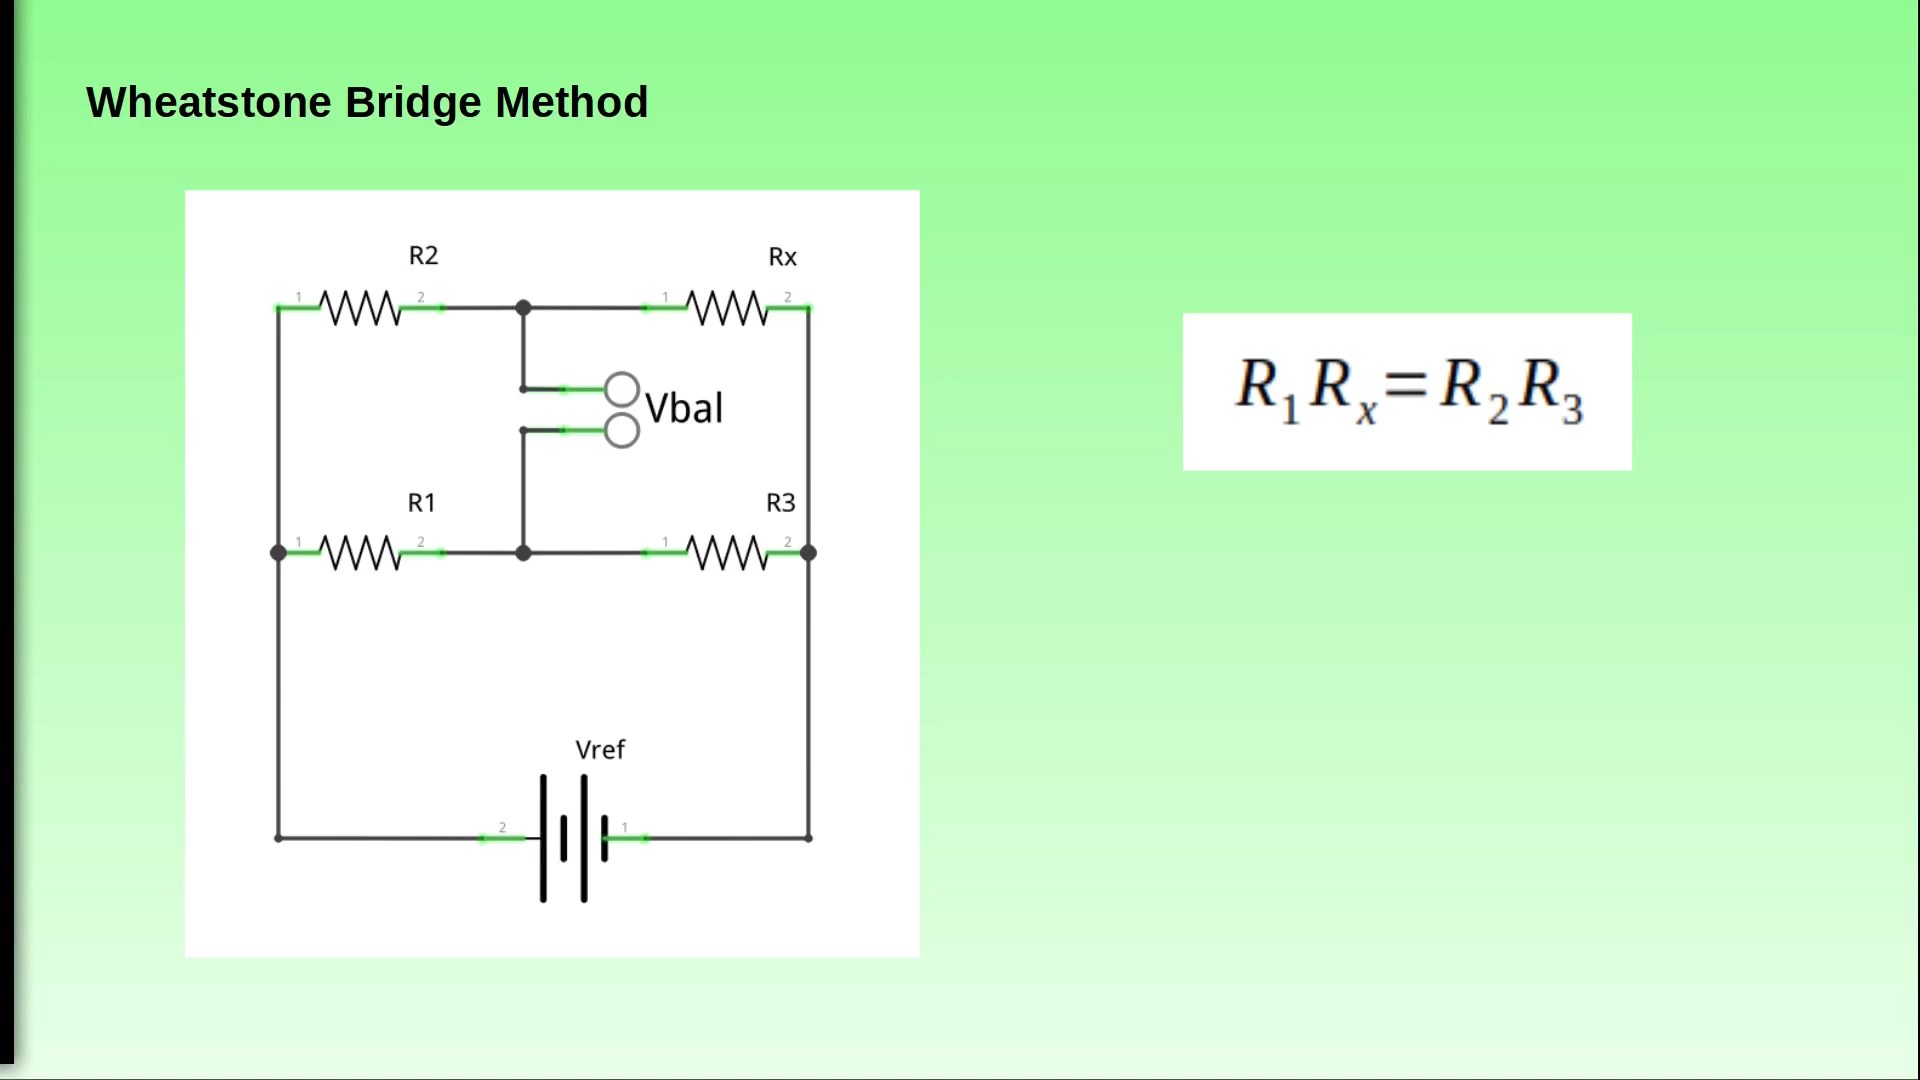 Wheatstone Bridge Method
R2
Rx
1
2
1
2
Vbal
R1
R3
1
2
1
2
Vref
2
1
R₁Rₓ=R₂R₃